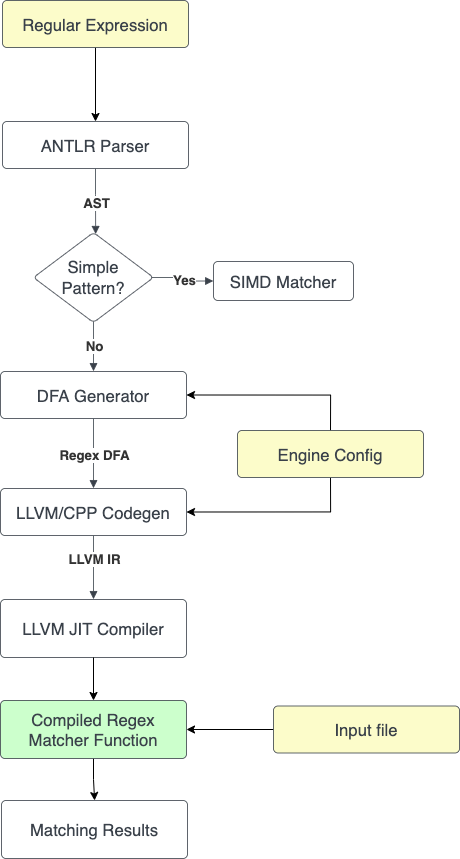 Regular Expression
ANTLR Parser
AST
Simple
Pattern?
Yes
SIMD Matcher
No
DFA Generator
Regex DFA
Engine Config
LLVM/CPP Codegen
LLVM IR
LLVM JIT Compiler
Compiled Regex
Matcher Function
Input file
Matching Results